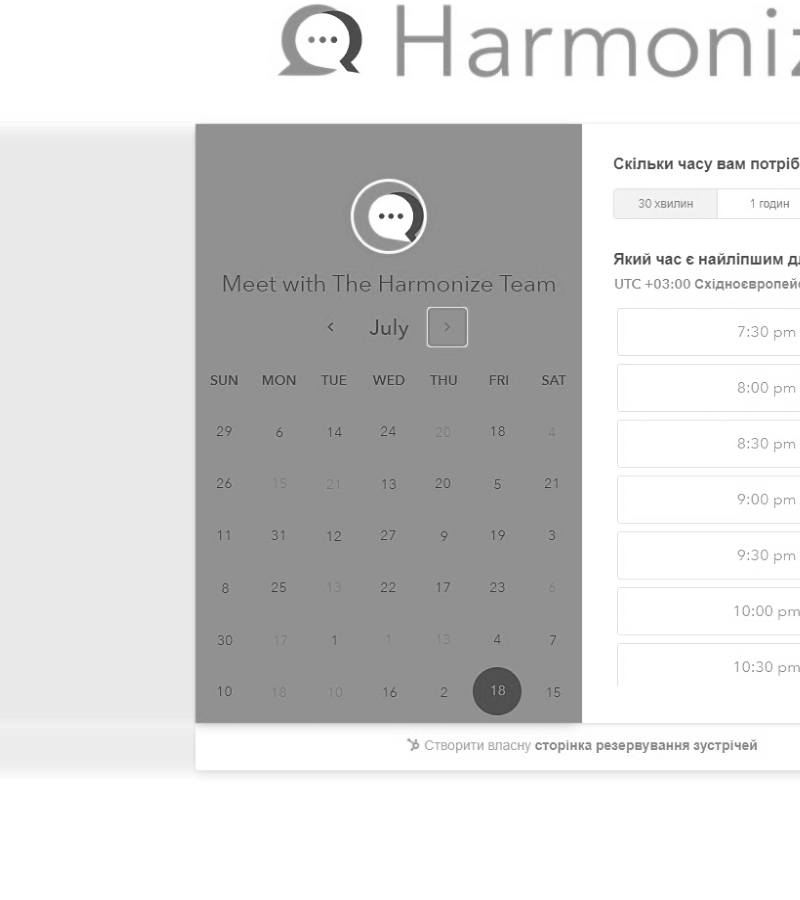 Harmoniz
Meet with The Harmonize Team
July
SUN MON TUE WED THU FRI SAT
29 6 14 24 20 18 4
26 15 21 13 20 5 21
11 31 12 27 9 19 3
8 25 13 22 17 23 6
30 17 1 1 13 4 7
10 18 10 16 2 18 15
Скільки часу вам потріб
30 хвилин 1 годин
Який час є найліпшим д
UTC +03:00 Східноєвропей
7:30 pm
8:00 pm
8:30 pm
9:00 pm
9:30 pm
10:00 pm
10:30 pm
Створити власну сторінка резервування зустрічей